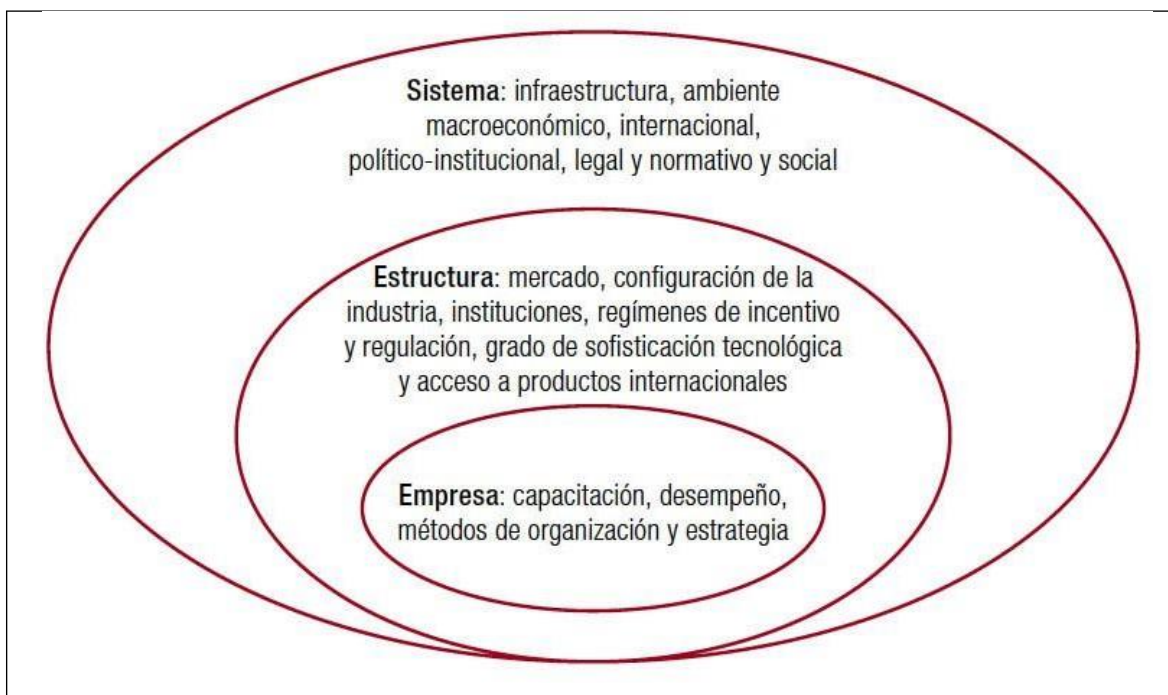 Sistema: infraestructura, ambiente
macroeconómico, internacional,
político-institucional, legal y normativo y social
Estructura: mercado, configuración de la
industria, instituciones, regímenes de incentivo
y regulación, grado de sofisticación tecnológica
y acceso a productos internacionales
Empresa: capacitación, desempeño,
métodos de organización y estrategia